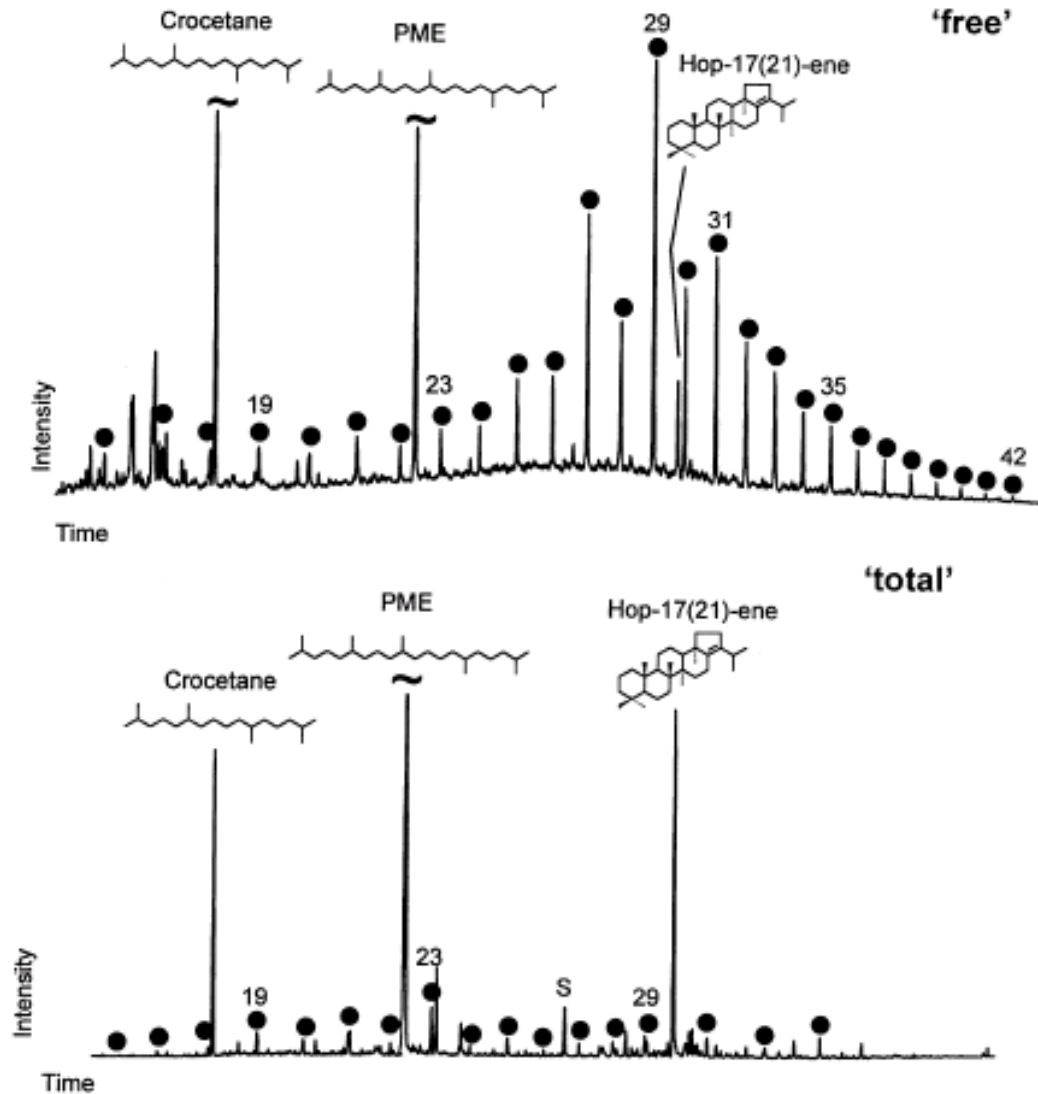 Crocetane
PME
29
'free'
Hop-17(21)-ene
31
23
19
35
42
Intensity
Time
'total'
PME
Hop-17(21)-ene
Crocetane
23
S
19
29
Intensity
Time